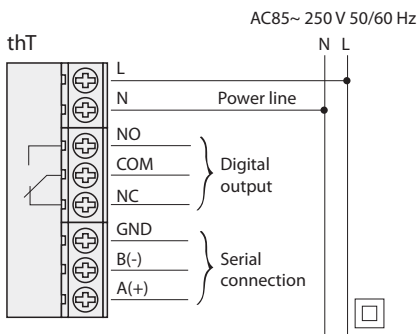 AC85~ 250 V 50/60 Hz
thT
N L
L
N Power line
NO
COM
NC
Digital
output
GND
B(-)
A(+)
Serial
connection